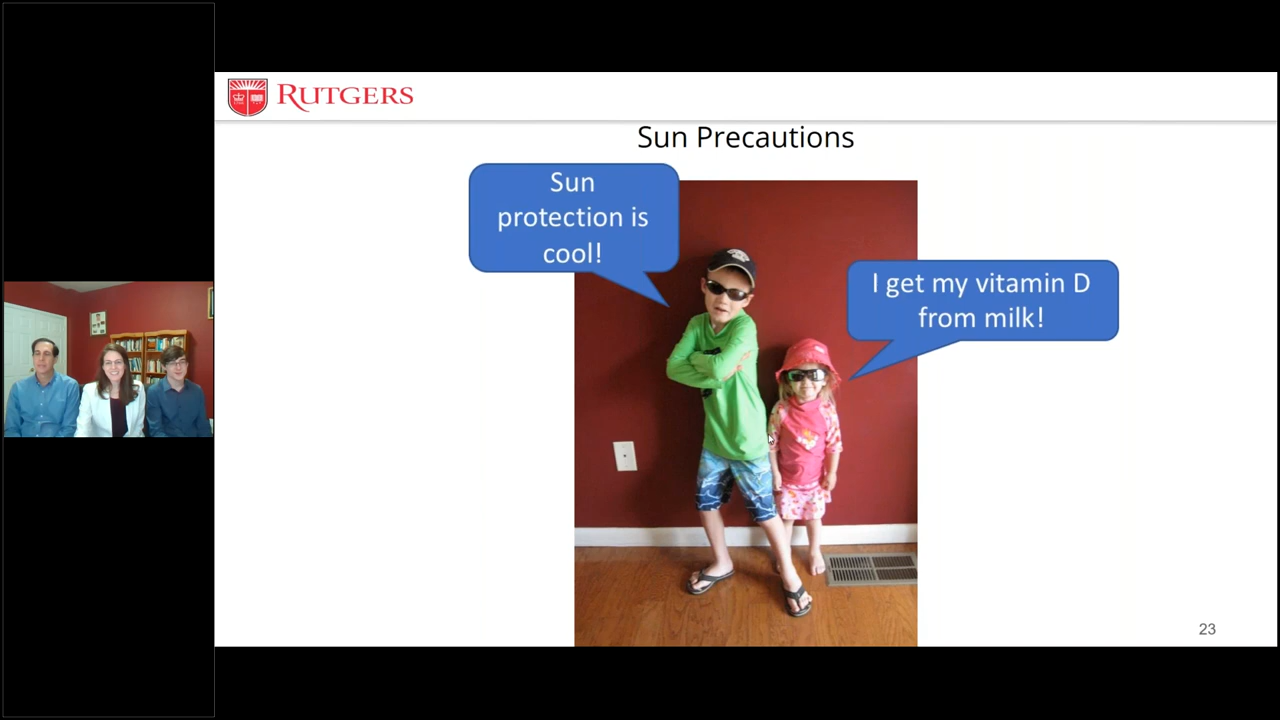 RUTGERS
Sun Precautions
Sun
protection is
cool!
I get my vitamin D
from milk!
23